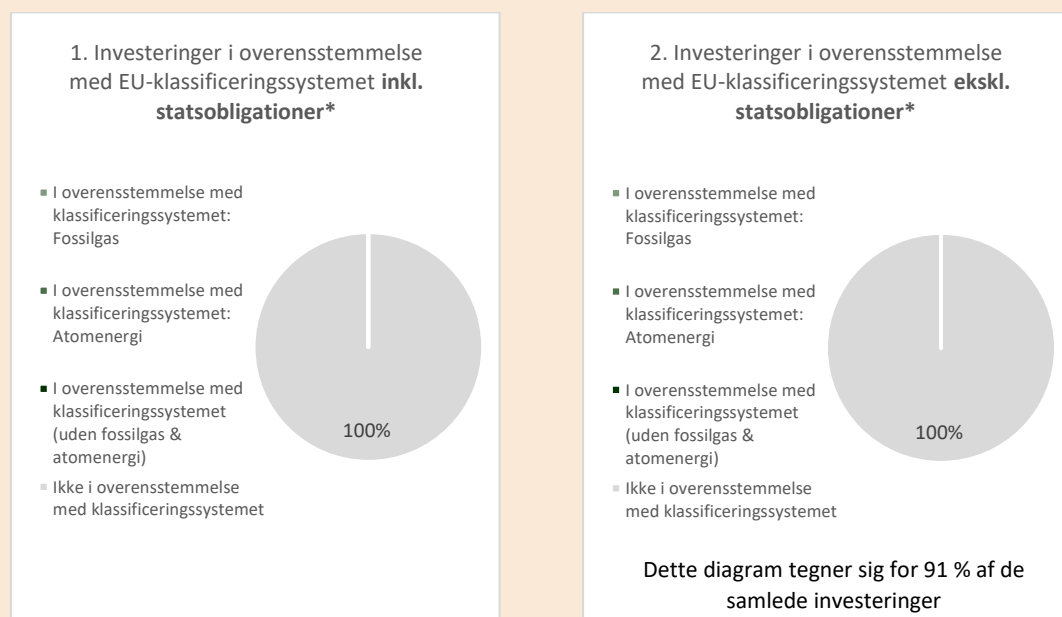 1. Investeringer i overensstemmelse
med EU-klassificeringssystemet inkl.
statsobligationer*
I overensstemmelse med
klassificeringssystemet:
Fossilgas
I overensstemmelse med
klassificeringssystemet:
Atomenergi
I overensstemmelse med
klassificeringssystemet
(uden fossilgas &
atomenergi)
Ikke i overensstemmelse
med klassificeringssystemet
100%
2. Investeringer i overensstemmelse
med EU-klassificeringssystemet ekskl.
statsobligationer*
I overensstemmelse med
klassificeringssystemet:
Fossilgas
I overensstemmelse med
klassificeringssystemet:
Atomenergi
I overensstemmelse med
klassificeringssystemet
(uden fossilgas &
atomenergi)
Ikke i overensstemmelse
med klassificeringssystemet
100%
Dette diagram tegner sig for 91 % af de
samlede investeringer